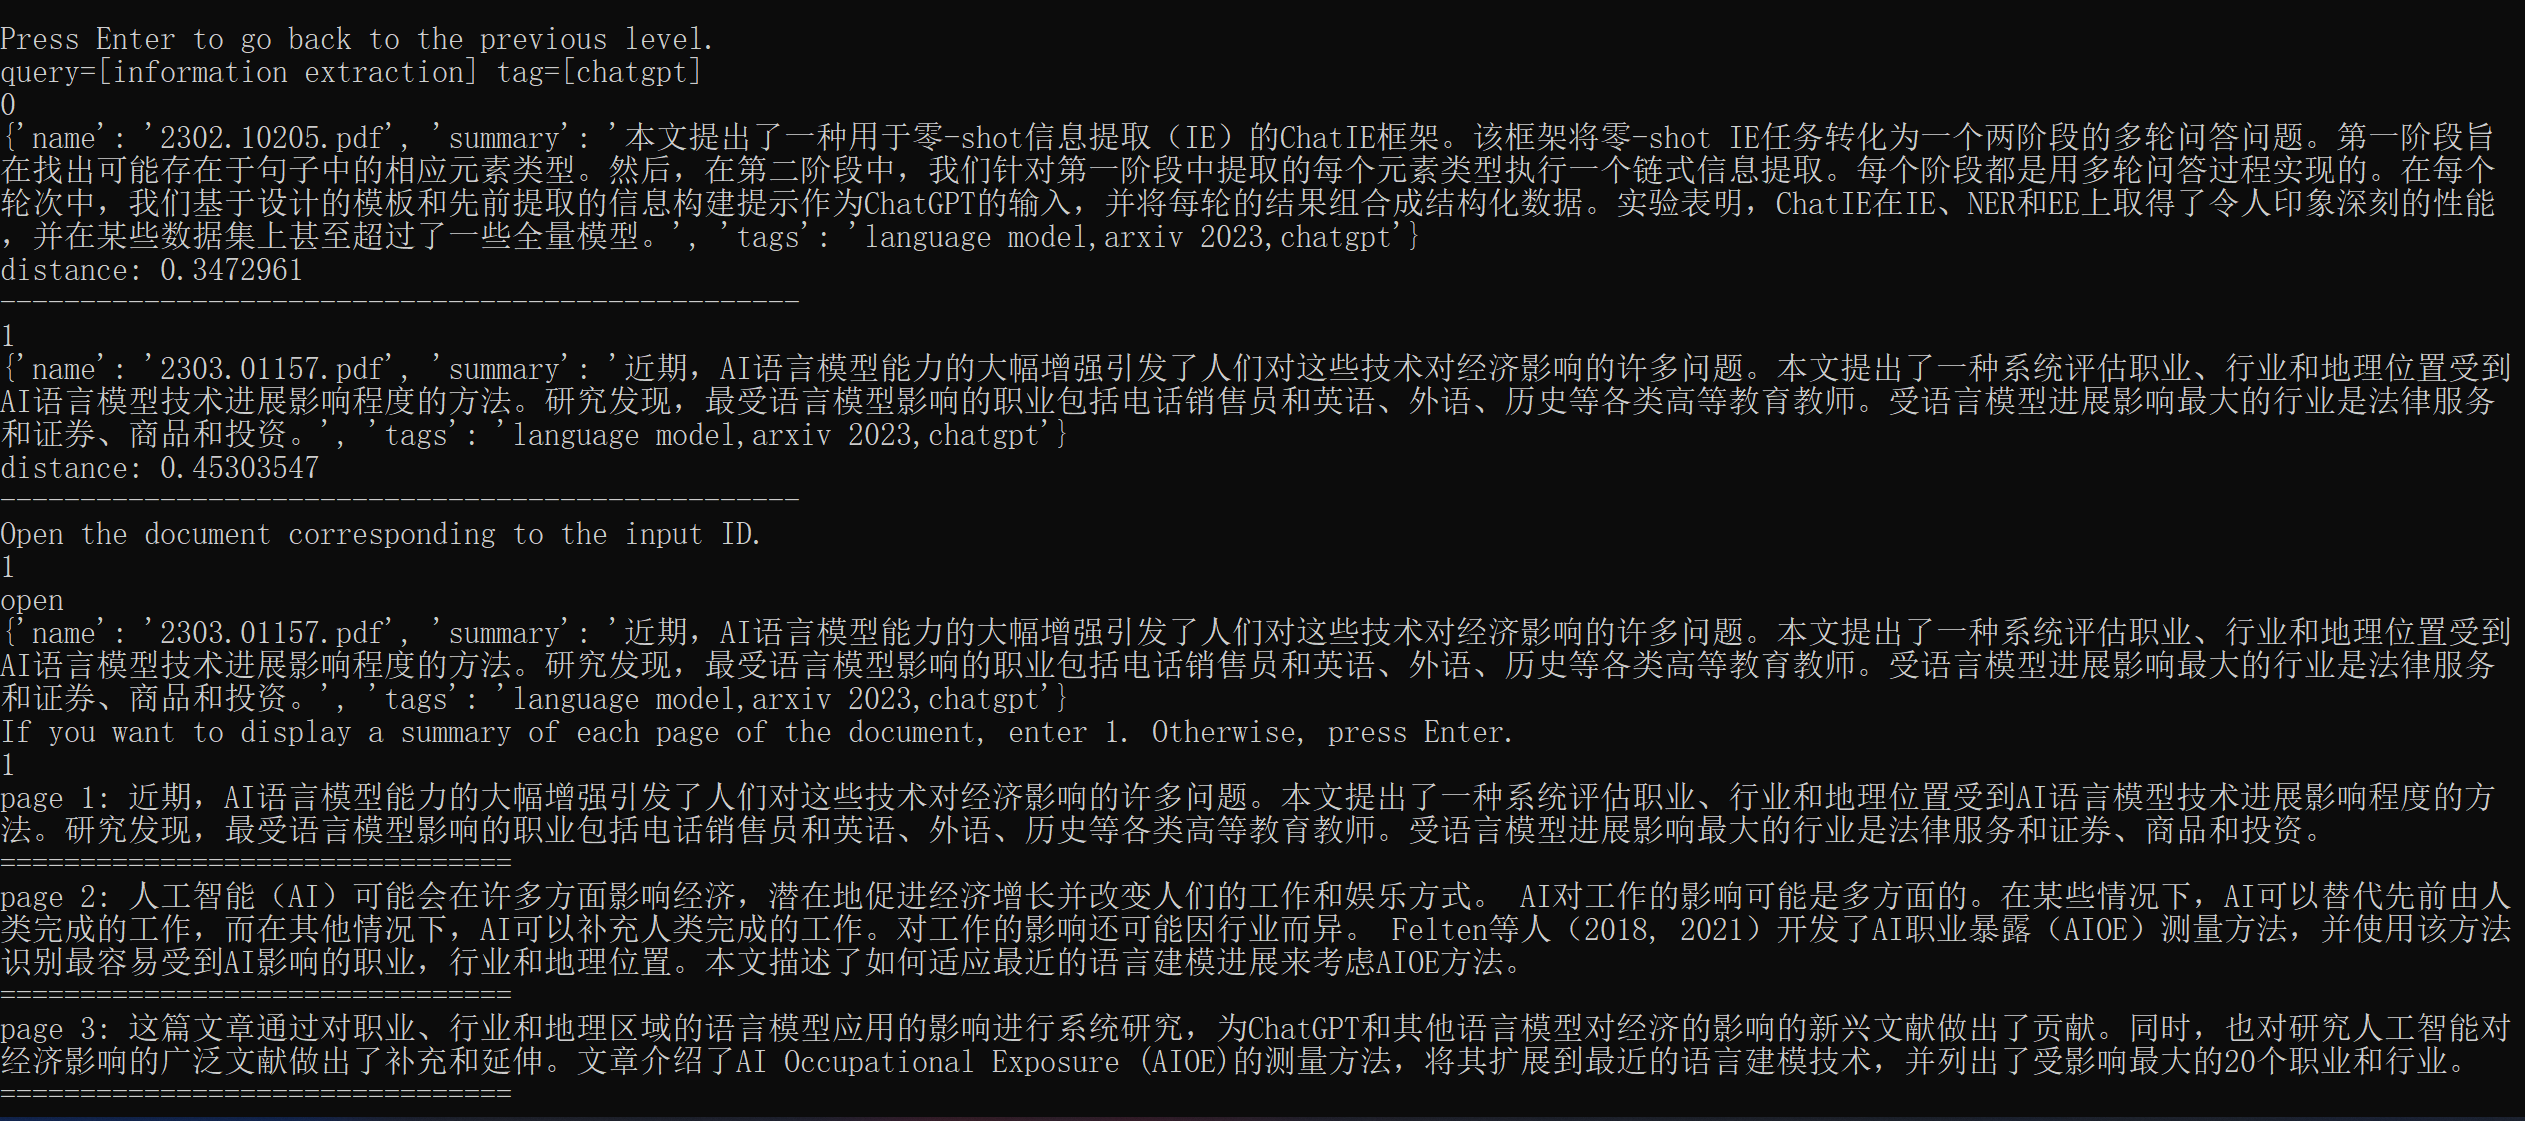 Press Enter to go back to the previous level.
query=[information extraction] tag=[chatgpt]
0
{'name': '2302.10205.pdf', 'summary': '本文提出了一种用于零-shot信息提取（IE）的ChatIE框架。该框架将零-shot IE任务转化为一个两阶段的多轮问答问题。第一阶段旨
在找出可能存在于句子中的相应元素类型。然后，在第二阶段中，我们针对第一阶段中提取的每个元素类型执行一个链式信息提取。每个阶段都是用多轮问答过程实现的。在每个
轮次中，我们基于设计的模板和先前提取的信息构建提示作为ChatGPT的输入，并将每轮的结果组合成结构化数据。实验表明，ChatIE在IE、NER和EE上取得了令人印象深刻的性能
，并在某些数据集上甚至超过了一些全量模型。', 'tags': 'language model,arxiv 2023,chatgpt'}
distance: 0.3472961
--------------------------------------------------
1
{'name': '2303.01157.pdf', 'summary': '近期，AI语言模型能力的大幅增强引发了人们对这些技术对经济影响的许多问题。本文提出了一种系统评估职业、行业和地理位置受到
AI语言模型技术进展影响程度的方法。研究发现，最受语言模型影响的职业包括电话销售员和英语、外语、历史等各类高等教育教师。受语言模型进展影响最大的行业是法律服务
和证券、商品和投资。', 'tags': 'language model,arxiv 2023,chatgpt'}
distance: 0.45303547
--------------------------------------------------
Open the document corresponding to the input ID.
1
open
{'name': '2303.01157.pdf', 'summary': '近期，AI语言模型能力的大幅增强引发了人们对这些技术对经济影响的许多问题。本文提出了一种系统评估职业、行业和地理位置受到
AI语言模型技术进展影响程度的方法。研究发现，最受语言模型影响的职业包括电话销售员和英语、外语、历史等各类高等教育教师。受语言模型进展影响最大的行业是法律服务
和证券、商品和投资。', 'tags': 'language model,arxiv 2023,chatgpt'}
If you want to display a summary of each page of the document, enter 1. Otherwise, press Enter.
1
page 1: 近期，AI语言模型能力的大幅增强引发了人们对这些技术对经济影响的许多问题。本文提出了一种系统评估职业、行业和地理位置受到AI语言模型技术进展影响程度的方
法。研究发现，最受语言模型影响的职业包括电话销售员和英语、外语、历史等各类高等教育教师。受语言模型进展影响最大的行业是法律服务和证券、商品和投资。
================================
page 2: 人工智能（AI）可能会在许多方面影响经济，潜在地促进经济增长并改变人们的工作和娱乐方式。 AI对工作的影响可能是多方面的。在某些情况下，AI可以替代先前由人
类完成的工作，而在其他情况下，AI可以补充人类完成的工作。对工作的影响还可能因行业而异。 Felten等人（2018, 2021）开发了AI职业暴露（AIOE）测量方法，并使用该方法
识别最容易受到AI影响的职业，行业和地理位置。本文描述了如何适应最近的语言建模进展来考虑AIOE方法。
================================
page 3: 这篇文章通过对职业、行业和地理区域的语言模型应用的影响进行系统研究，为ChatGPT和其他语言模型对经济的影响的新兴文献做出了贡献。同时，也对研究人工智能对
经济影响的广泛文献做出了补充和延伸。文章介绍了AI Occupational Exposure (AIOE)的测量方法，将其扩展到最近的语言建模技术，并列出了受影响最大的20个职业和行业。
================================